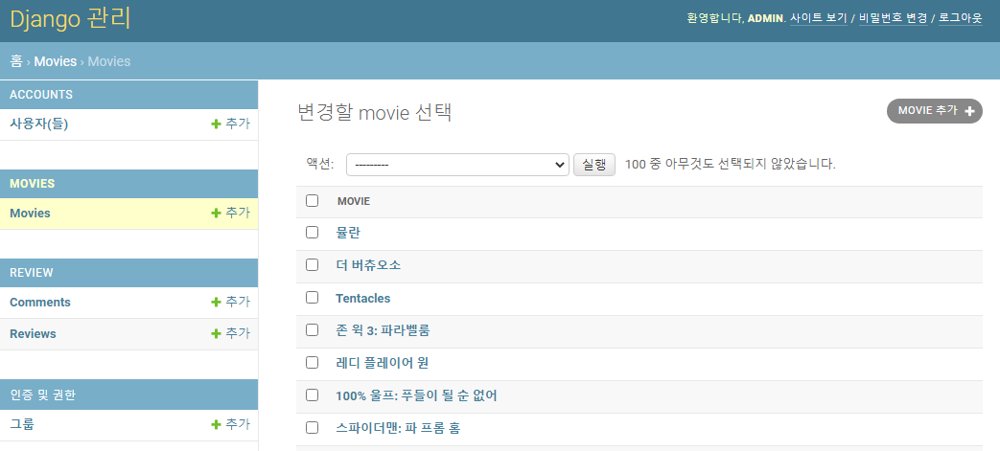 Django 관리
환영합니다, ADMIN. 사이트 보기 / 비밀번호 변경 / 로그아웃
홈 › Movies › Movies
ACCOUNTS
사용자(들) 추가
MOVIES
Movies 추가
REVIEW
Comments 추가
Reviews 추가
인증 및 권한
그룹 추가
변경할 movie 선택
MOVIE 추가
액션: --------- 실행 100 중 아무것도 선택되지 않았습니다.
MOVIE
뮬란
더 버츄오소
Tentacles
존 윅 3: 파라벨룸
레디 플레이어 원
100% 울프: 푸들이 될 순 없어
스파이더맨: 파 프롬 홈